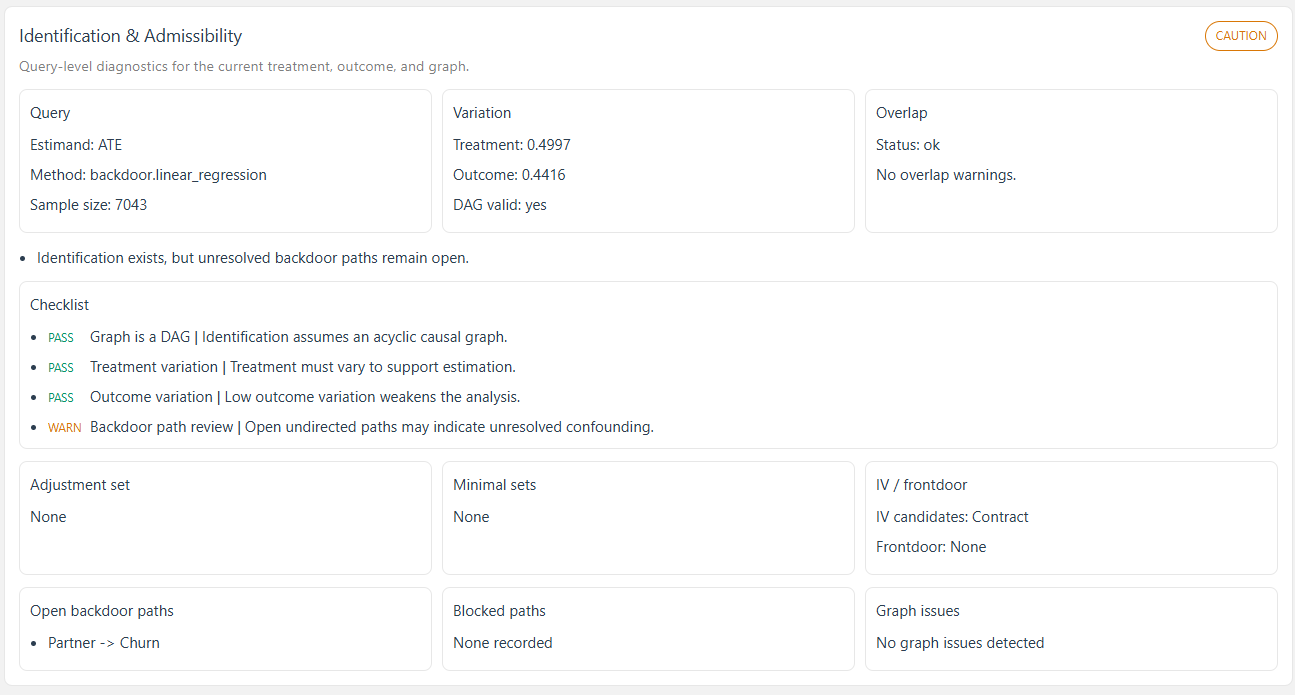 Identification & Admissibility
CAUTION
Query-level diagnostics for the current treatment, outcome, and graph.
Query
Estimand: ATE
Method: backdoor.linear_regression
Sample size: 7043
Variation
Treatment: 0.4997
Outcome: 0.4416
DAG valid: yes
Overlap
Status: ok
No overlap warnings.
• Identification exists, but unresolved backdoor paths remain open.
Checklist
• PASS Graph is a DAG | Identification assumes an acyclic causal graph.
• PASS Treatment variation | Treatment must vary to support estimation.
• PASS Outcome variation | Low outcome variation weakens the analysis.
• WARN Backdoor path review | Open undirected paths may indicate unresolved confounding.
Adjustment set
None
Minimal sets
None
IV / frontdoor
IV candidates: Contract
Frontdoor: None
Open backdoor paths
• Partner -> Churn
Blocked paths
None recorded
Graph issues
No graph issues detected